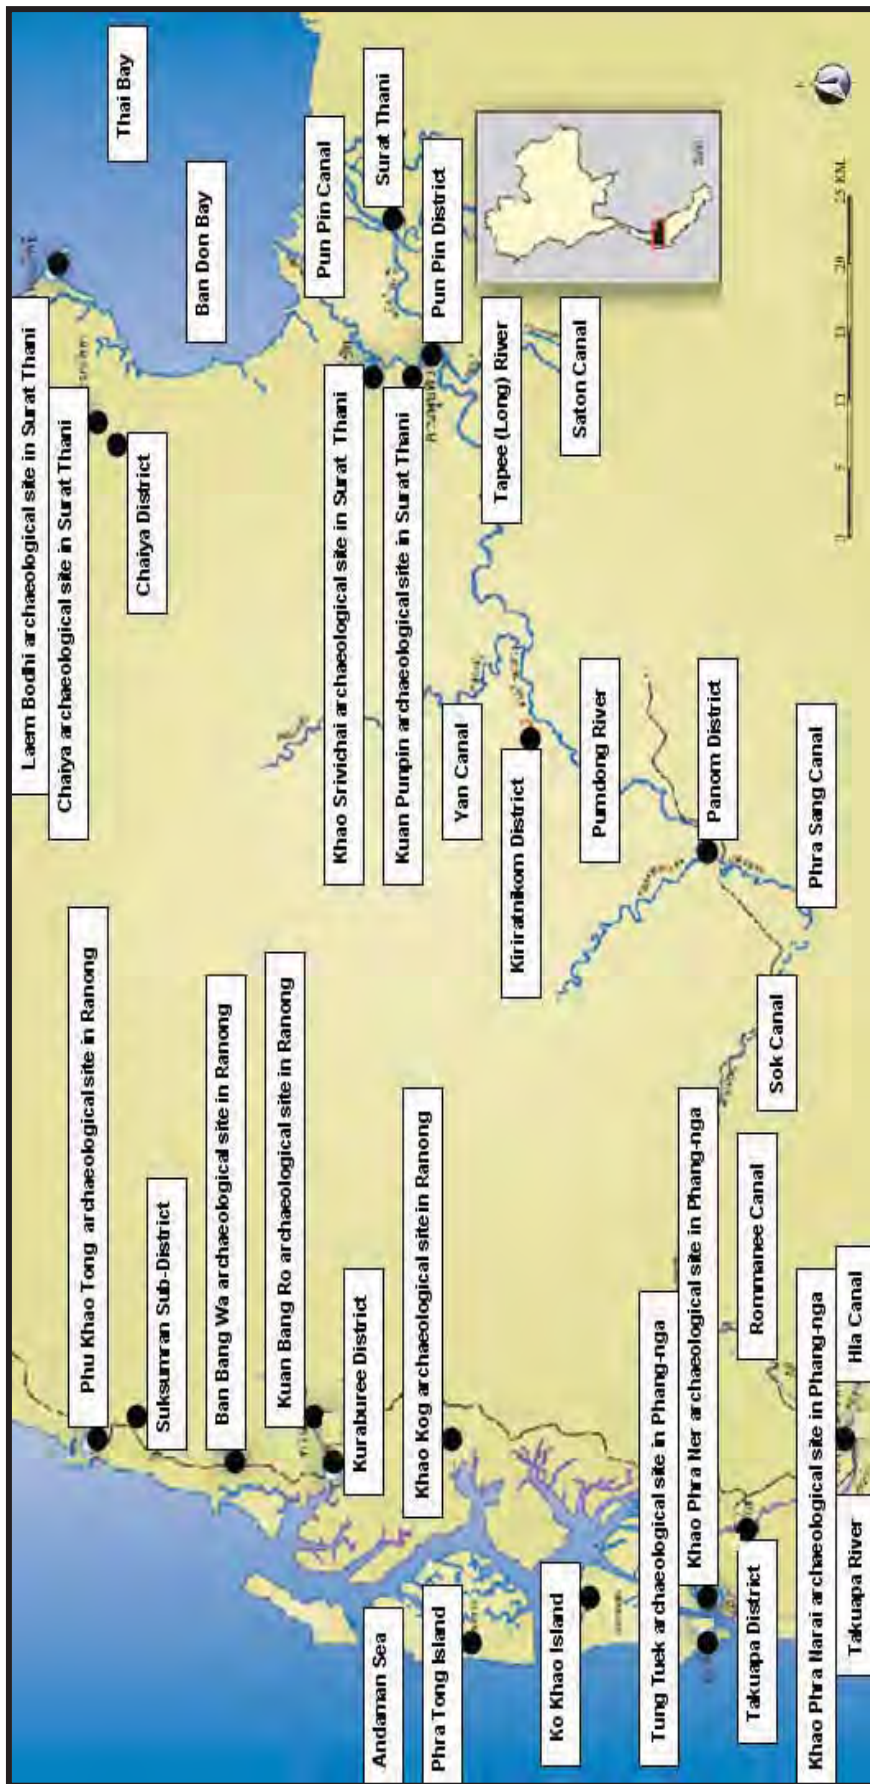 Phu Khao Tong archaeological site in Ranong
Suksumran Sub-District
Ban Bang Wa archaeological site in Ranong
Kuan Bang Ro archaeological site in Ranong
Kuraburee District
Khao Kog archaeological site in Ranong
Andaman Sea
Phra Tong Island
Ko Khao Island
Tung Tuek archaeological site in Phang-nga
Khao Phra Ner archaeological site in Phang-nga
Takuapa District
Rommanee Canal
Khao Phra Narai archaeological site in Phang-nga
Takuapa River
Hla Canal
Laem Bodhi archaeological site in Surat Thani
Chaiya archaeological site in Surat Thani
Chaiya District
Thai Bay
Ban Don Bay
Pun Pin Canal
Surat Thani
Pun Pin District
Khao Srivichai archaeological site in Surat Thani
Kuan Punpin archaeological site in Surat Thani
Tapee (Long) River
Saton Canal
Yan Canal
Kiriratnikom District
Pumdong River
Panom District
Phra Sang Canal
Sok Canal
0 5 20 25 KM.